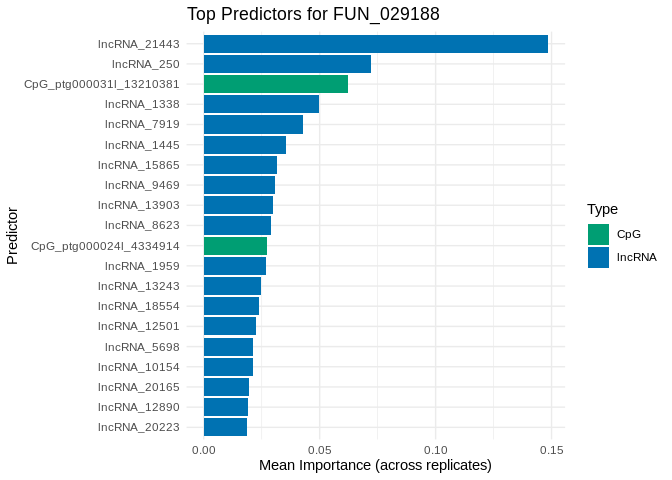 Top Predictors for FUN_029188
Predictor
lncRNA_21443
lncRNA_250
CpG_ptg000031l_13210381
lncRNA_1338
lncRNA_7919
lncRNA_1445
lncRNA_15865
lncRNA_9469
lncRNA_13903
lncRNA_8623
CpG_ptg000024l_4334914
lncRNA_1959
lncRNA_13243
lncRNA_18554
lncRNA_12501
lncRNA_5698
lncRNA_10154
lncRNA_20165
lncRNA_12890
lncRNA_20223
0.00 0.05 0.10 0.15
Mean Importance (across replicates)
Type
CpG
lncRNA